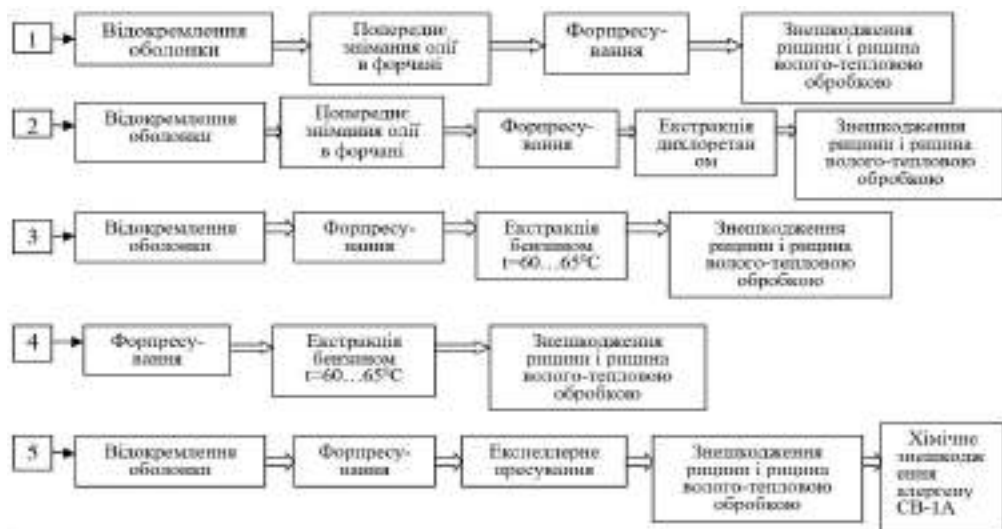 1
Відокремлення
оболонки
Попереднє
знімання олії
в форчані
Форпресу-
вання
Знешкодження
рицини і рицина
волого-тепловою
обробкою
2
Відокремлення
оболонки
Попереднє
знімання олії
в форчані
Форпресу-
вання
Екстракція
дихлоретан
ом
Знешкодження
рицини і рицина
волого-тепловою
обробкою
3
Відокремлення
оболонки
Форпресу-
вання
Екстракція
бензином
t=60…65°C
Знешкодження
рицини і рицина
волого-тепловою
обробкою
4
Форпресу-
вання
Екстракція
бензином
t=60…65°C
Знешкодження
рицини і рицина
волого-тепловою
обробкою
5
Відокремлення
оболонки
Форпресу-
вання
Експеллерне
пресування
Знешкодження
рицини і рицина
волого-тепловою
обробкою
Хімічне
знешкодж
ення
алергену
СВ-1А